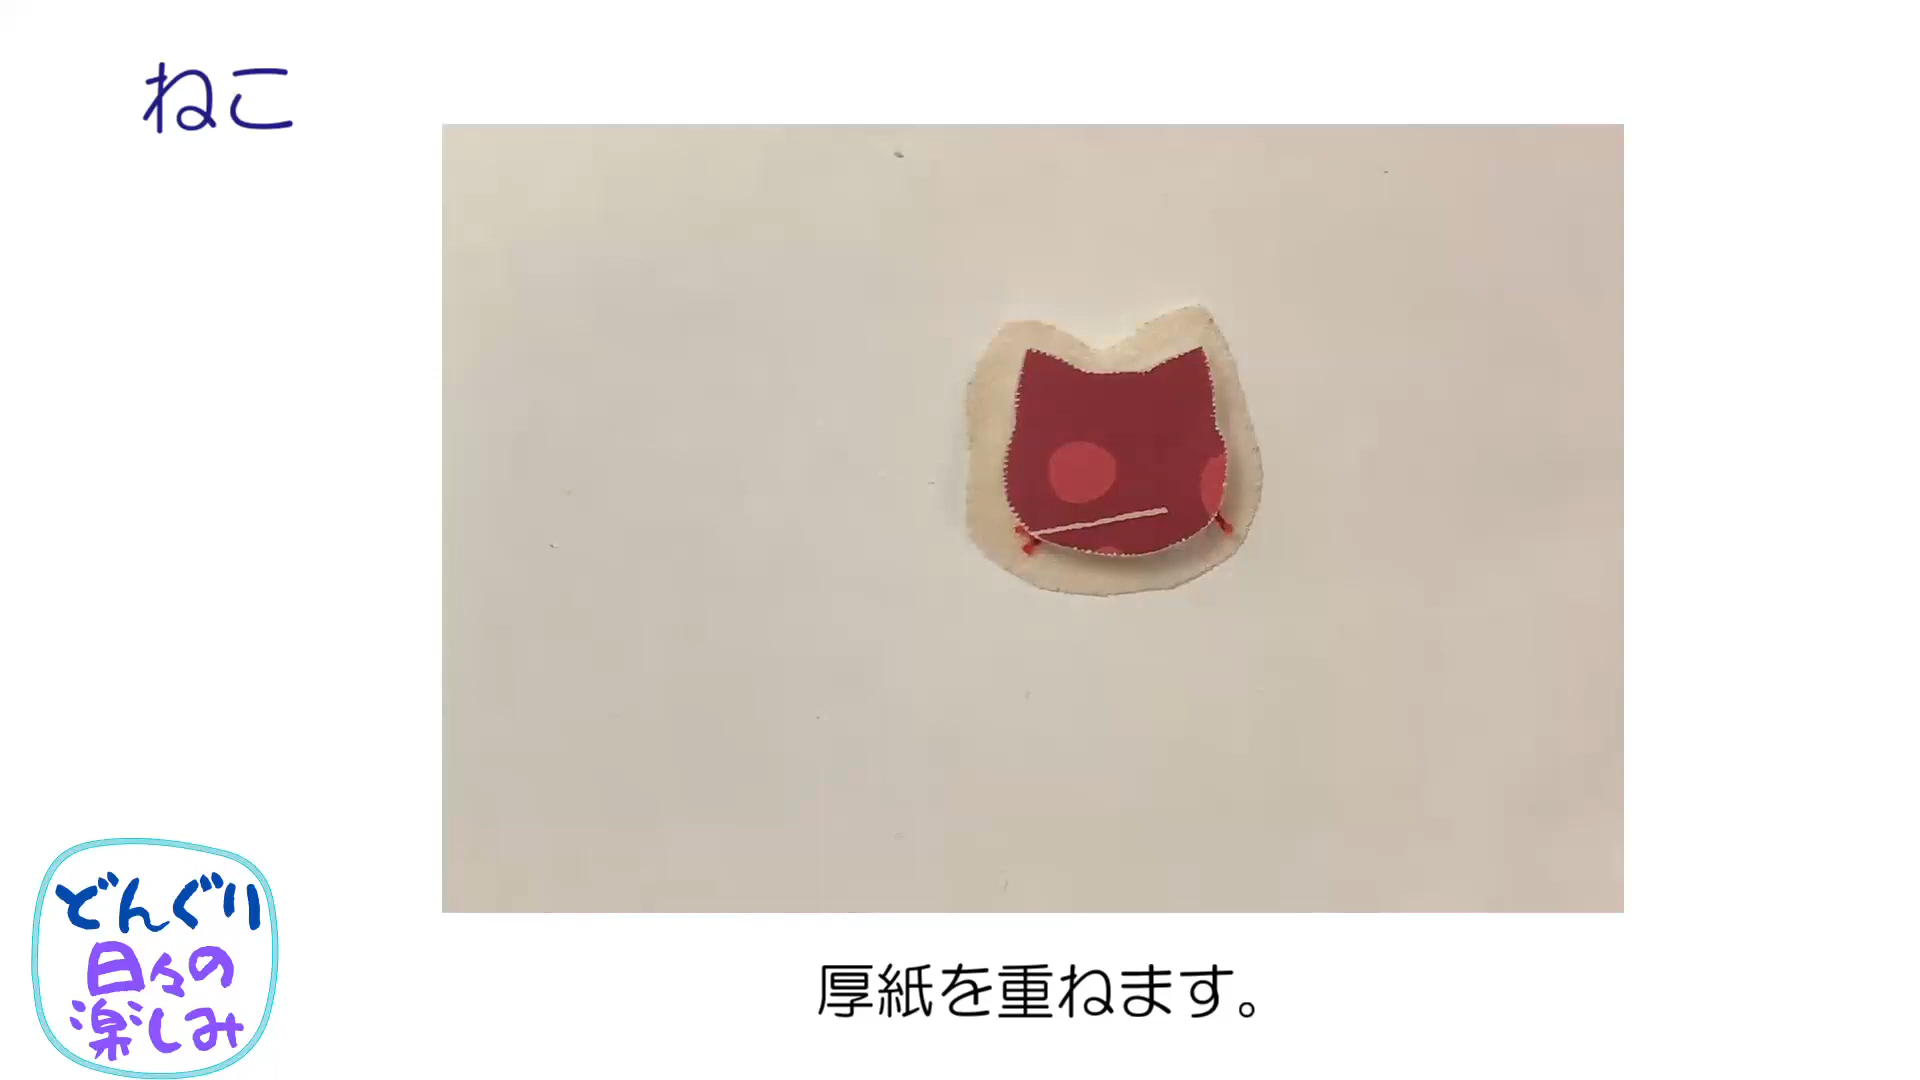 ねこ
厚紙を重ねます。
どんぐり
日々の
楽しみ